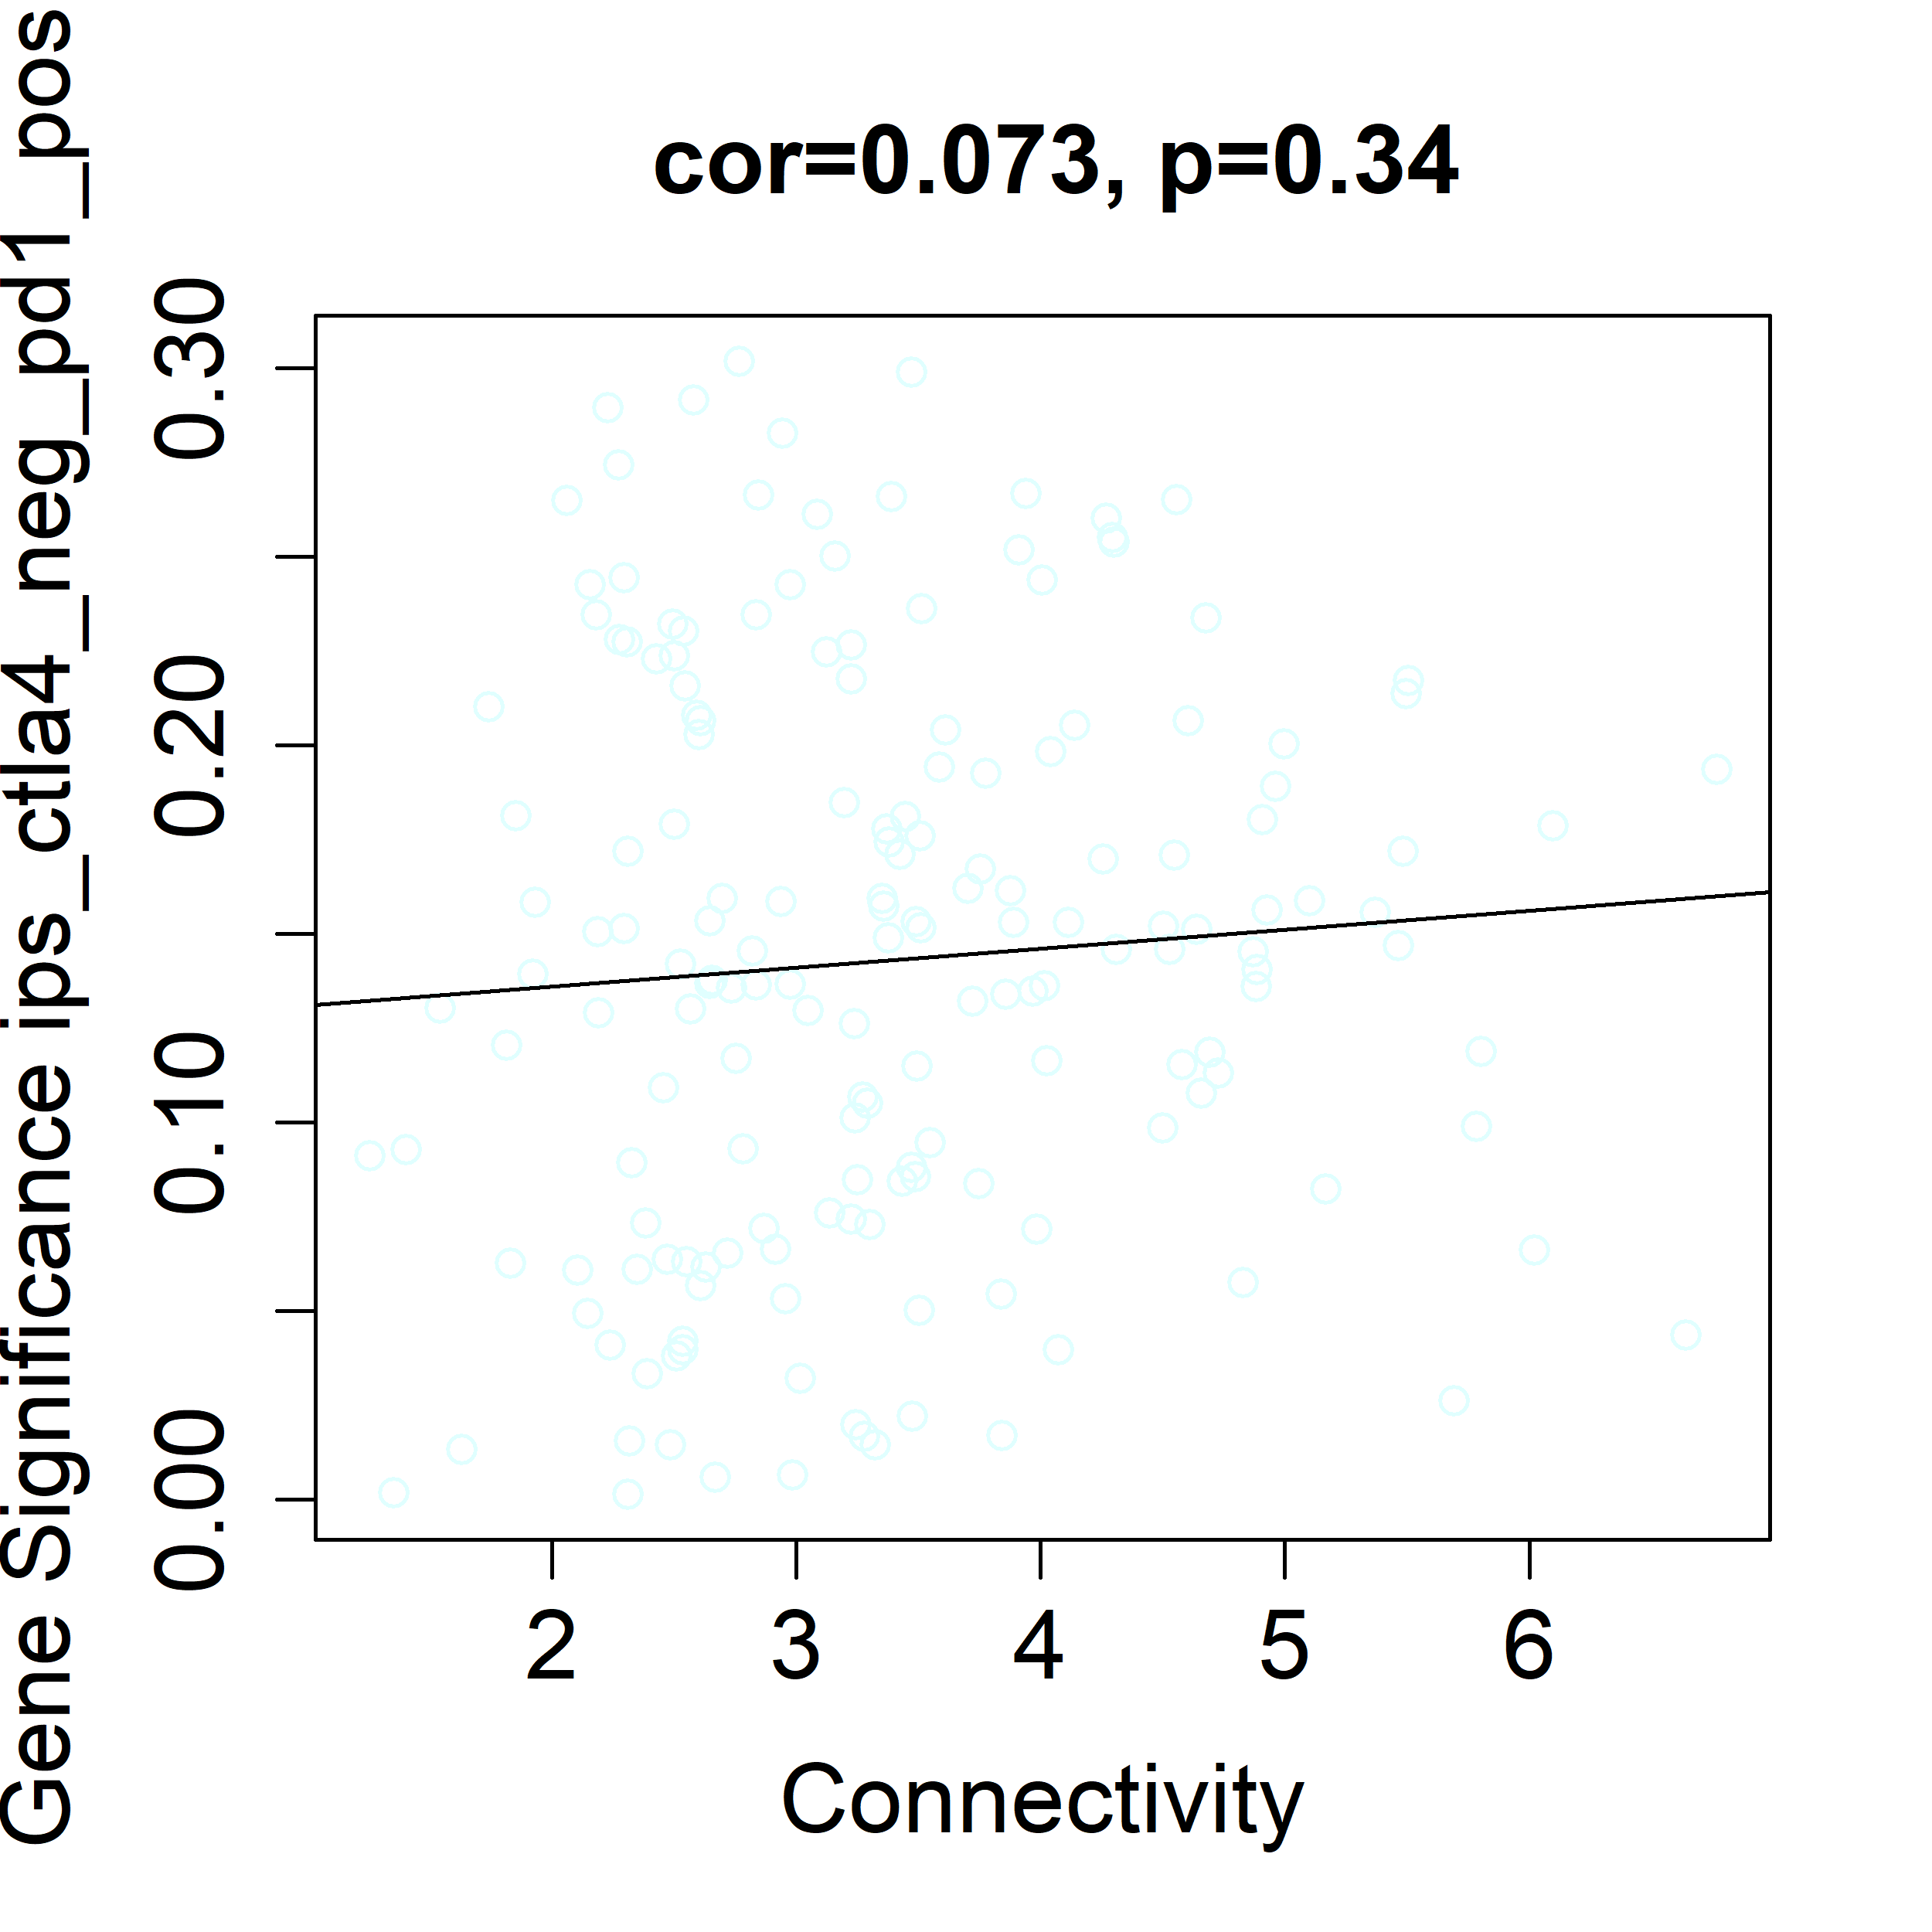 cor=0.073, p=0.34
Gene Significance ips_ctla4_neg_pd1_pos
0.30
0.20
0.10
0.00
2 3 4 5 6
Connectivity